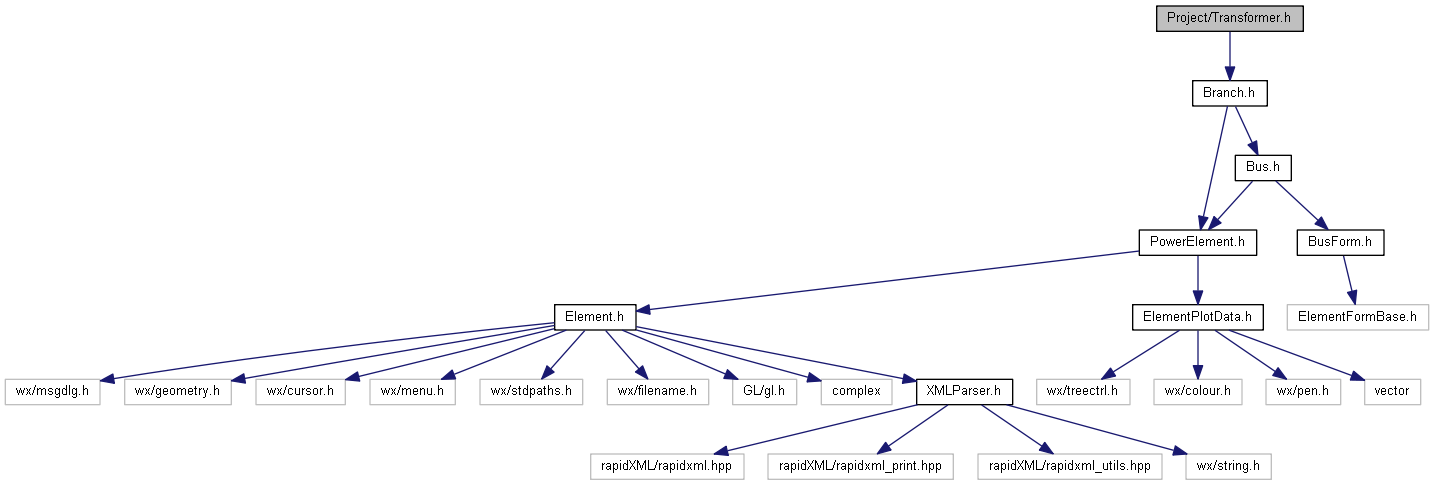 Project/Transformer.h
Branch.h
Bus.h
PowerElement.h
BusForm.h
Element.h
ElementPlotData.h
ElementFormBase.h
wx/msgdlg.h
wx/geometry.h
wx/cursor.h
wx/menu.h
wx/stdpaths.h
wx/filename.h
GL/gl.h
complex
XMLParser.h
wx/treectrl.h
wx/colour.h
wx/pen.h
vector
rapidXML/rapidxml.hpp
rapidXML/rapidxml_print.hpp
rapidXML/rapidxml_utils.hpp
wx/string.h